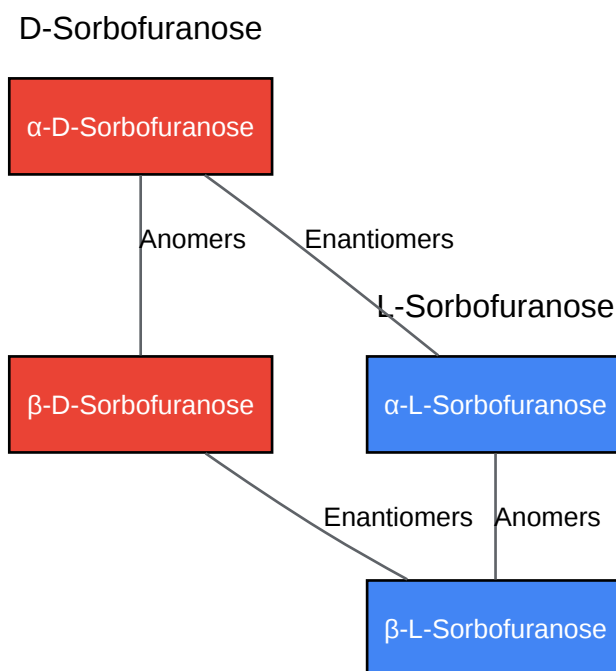 D-Sorbofuranose
α-D-Sorbofuranose
Anomers
Enantiomers
L-Sorbofuranose
β-D-Sorbofuranose
α-L-Sorbofuranose
Enantiomers
Anomers
β-L-Sorbofuranose